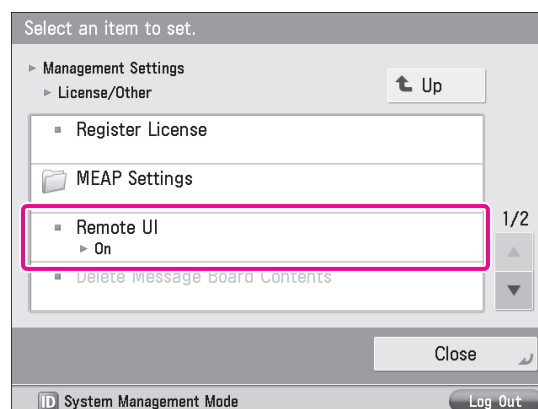 Select an item to set.
Management Settings
License/Other
Up
Register License
MEAP Settings
Remote UI
On
1/2
Delete Message Board Contents
Close
ID System Management Mode
Log Out